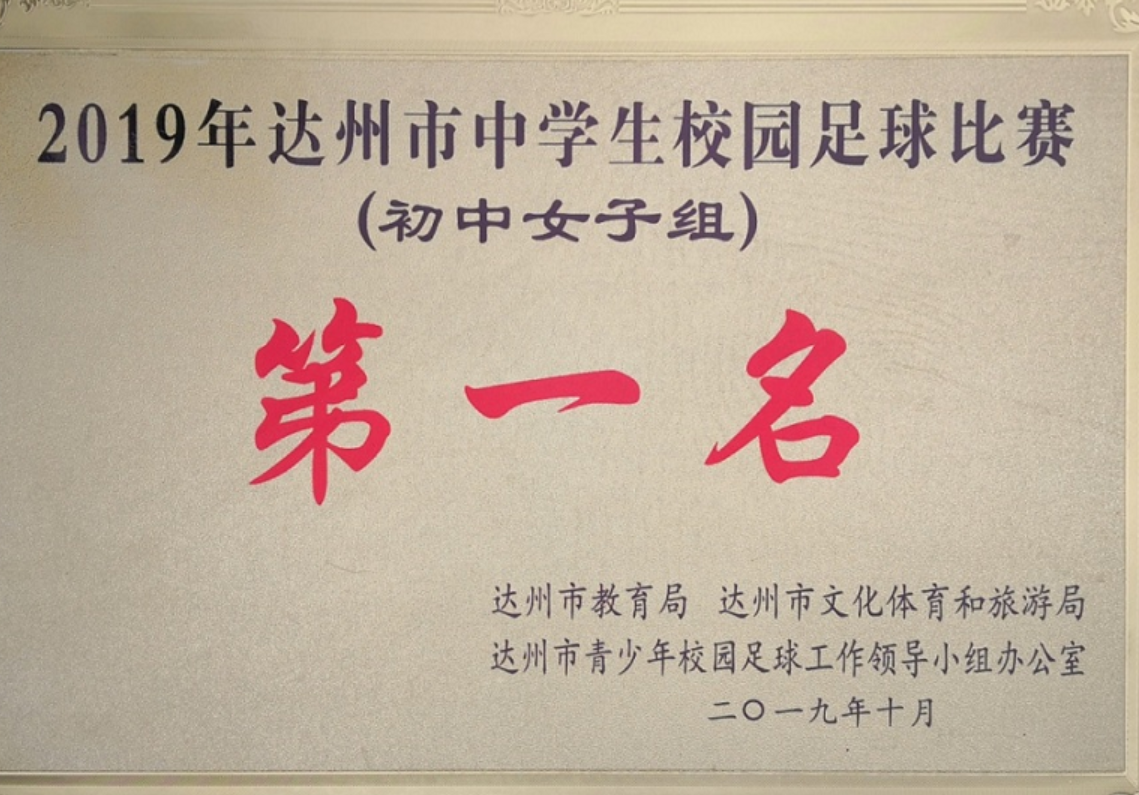 2019年达州市中学生校园足球比赛
(初中女子组)
第一名
达州市教育局 达州市文化体育和旅游局
达州市青少年校园足球工作领导小组办公室
二〇一九年十月